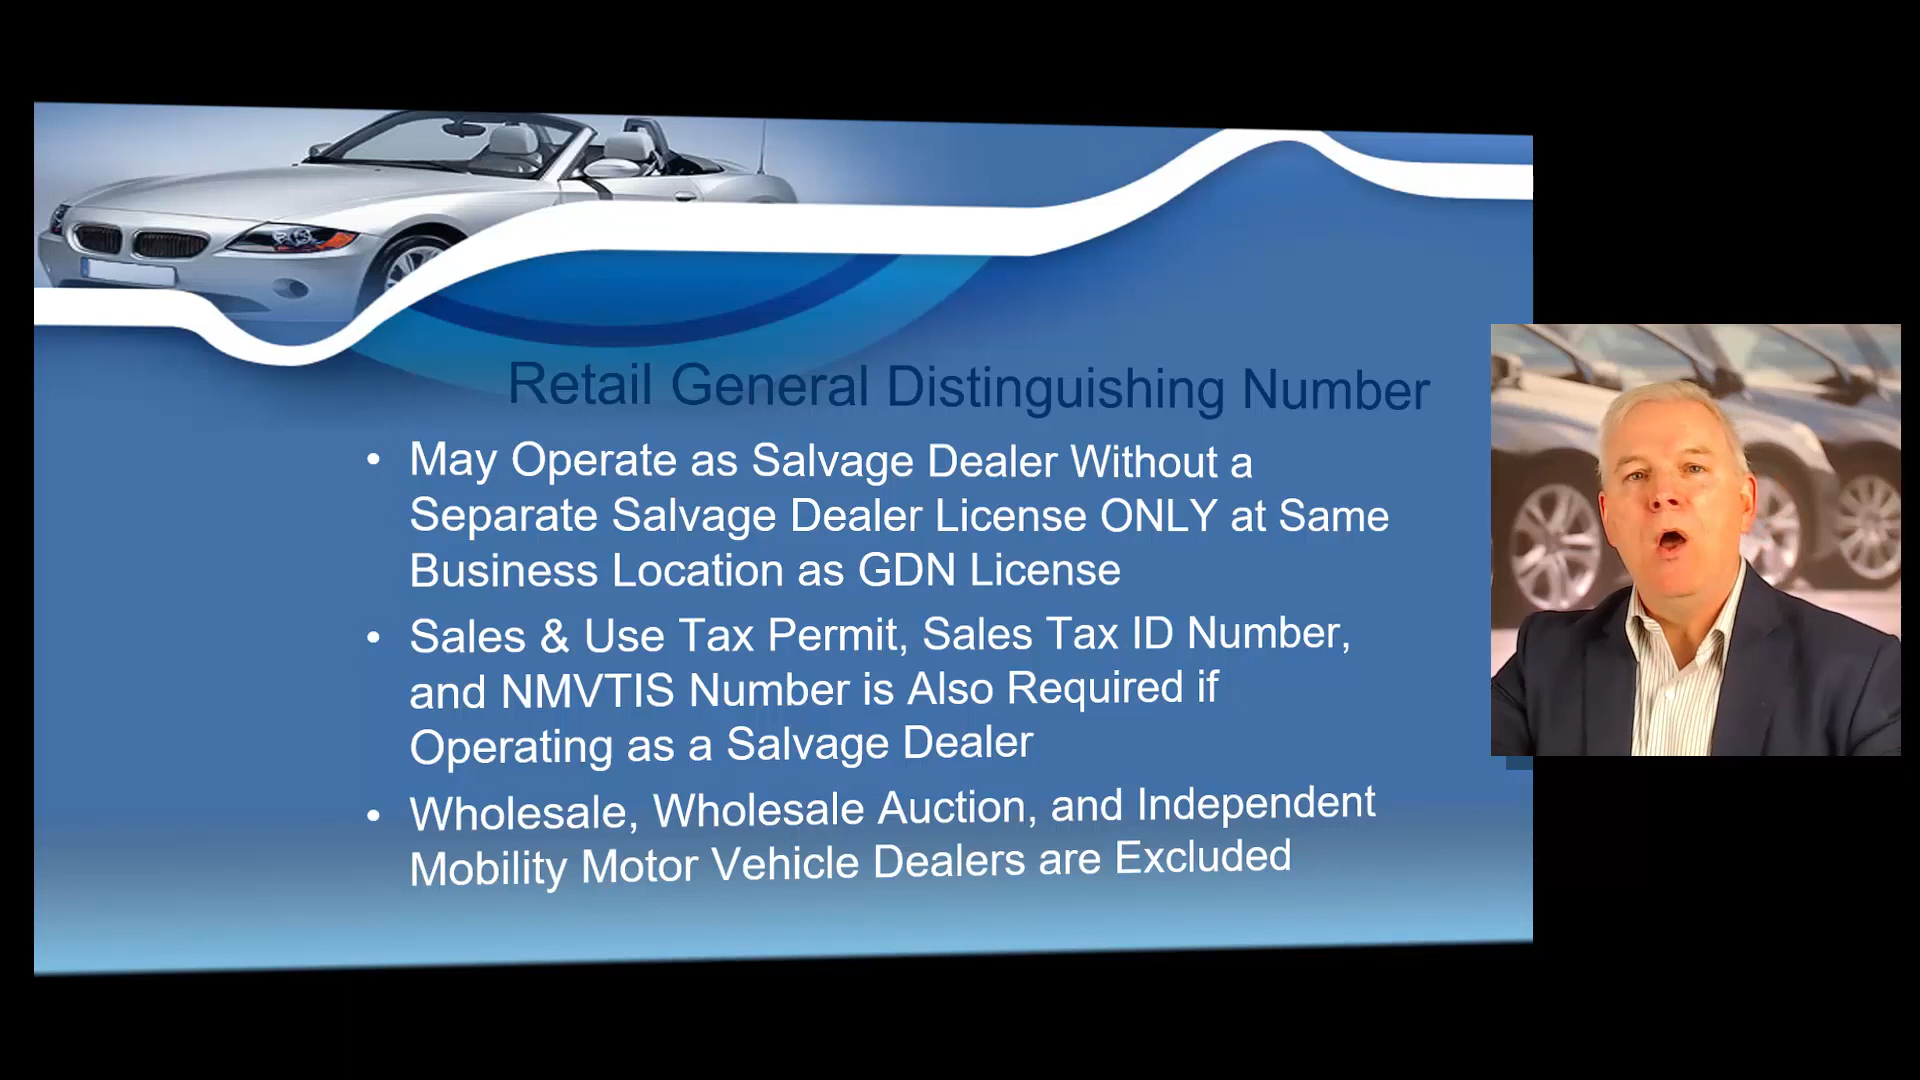 Retail General Distinguishing Number
• May Operate as Salvage Dealer Without a
Separate Salvage Dealer License ONLY at Same
Business Location as GDN License
• Sales & Use Tax Permit, Sales Tax ID Number,
and NMVTIS Number is Also Required if
Operating as a Salvage Dealer
• Wholesale, Wholesale Auction, and Independent
Mobility Motor Vehicle Dealers are Excluded